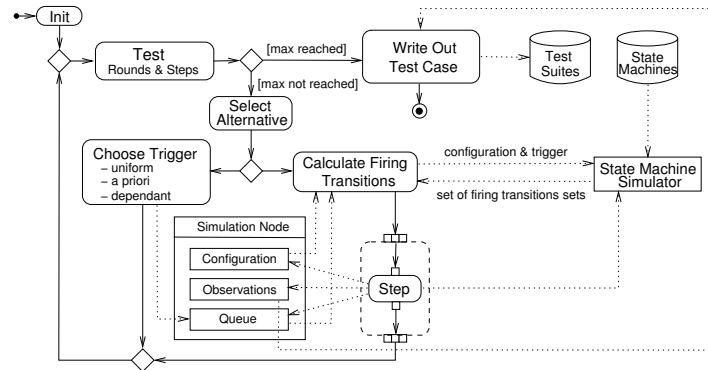 Init
Test
Rounds & Steps
[max reached]
[max not reached]
Write Out
Test Case
Test
Suites
State
Machines
Select
Alternative
Choose Trigger
– uniform
– a priori
– dependant
Calculate Firing
Transitions
configuration & trigger
set of firing transitions sets
State Machine
Simulator
Simulation Node
Configuration
Observations
Queue
Step